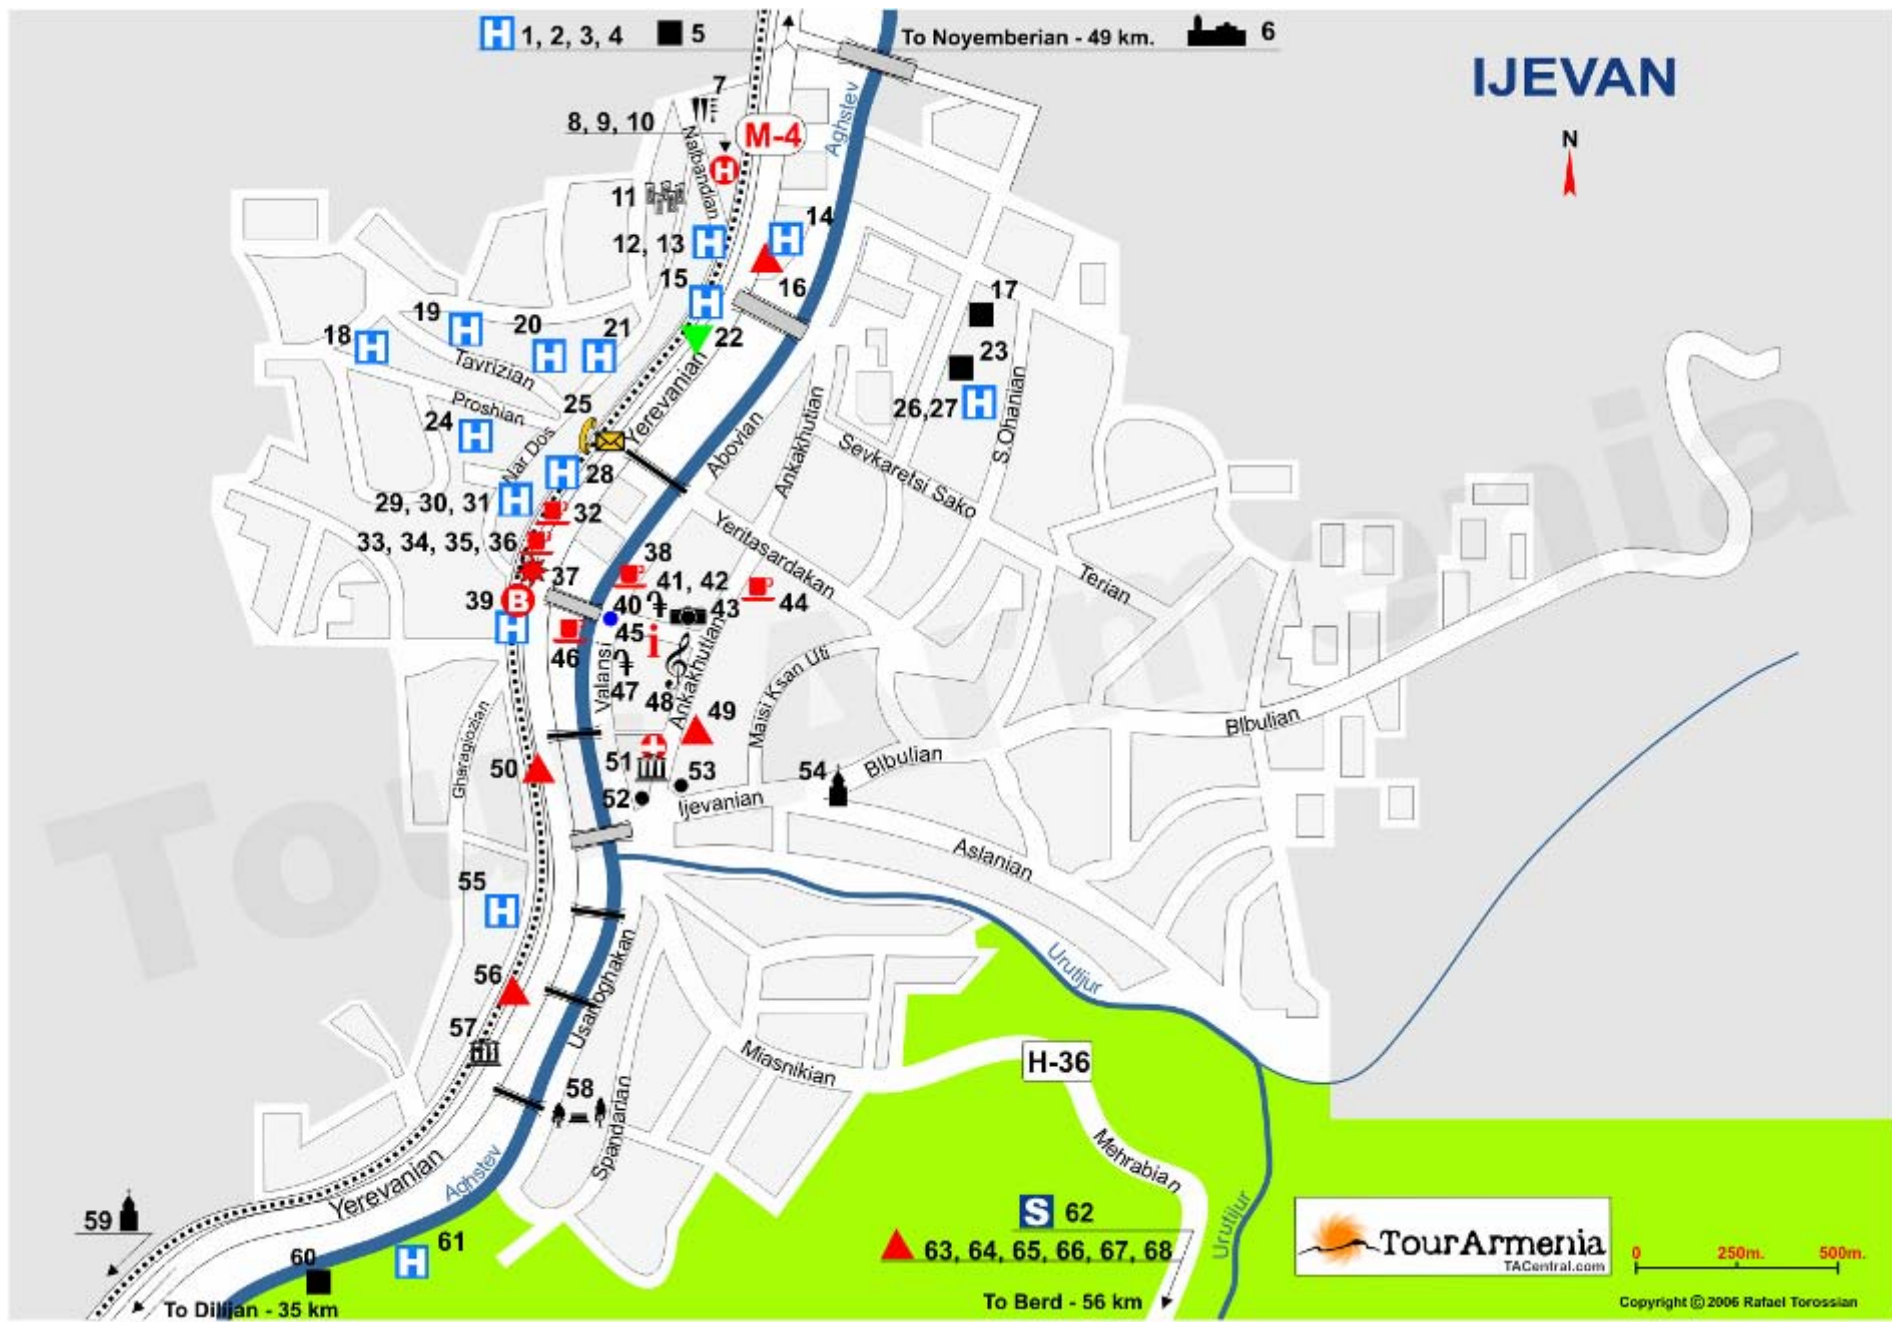 1, 2, 3, 4
5
To Noyemberian - 49 km.
6
IJEVAN
N
7
8, 9, 10
M-4
Aghstev
Nalbandian
H
11
12, 13
14
15
16
17
18
19
20
21
22
23
Tavrizian
Proshian
24
25
Yerevanian
26,27
S.Ohanian
Nar Dos
Abovian
Ankakhutian
Sevkaretsi Sako
28
29, 30, 31
32
33, 34, 35, 36
Yeritasardakan
Terian
37
38
39
B
40
41, 42
43
44
45
i
46
47
48
Valansi
Ankakhutian
Maisi Ksan Uti
49
50
51
52
53
54
Gharagiozian
Blbulian
Blbulian
Ijevanian
Aslanian
Tour Armenia
55
56
57
58
Usanoghakan
Urutijur
Miasnikian
H-36
Spandarian
Mehrabian
Yerevanian
Aghstev
59
60
61
To Dilijan - 35 km
S 62
63, 64, 65, 66, 67, 68
To Berd - 56 km
Urutijur
TourArmenia
TACentral.com
0 250m. 500m.
Copyright © 2006 Rafael Torossian